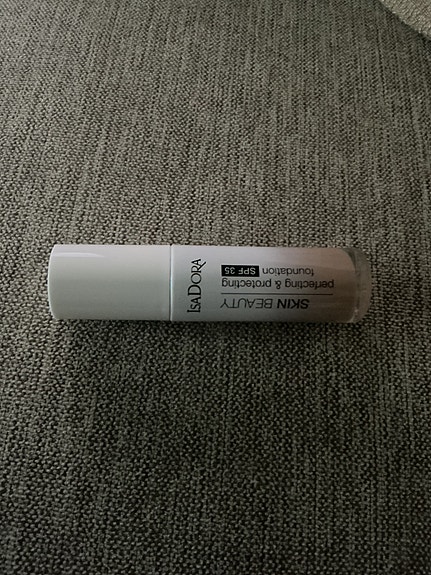 ISADORA
SKIN BEAUTY
perfecting & protecting
foundation SPF 35